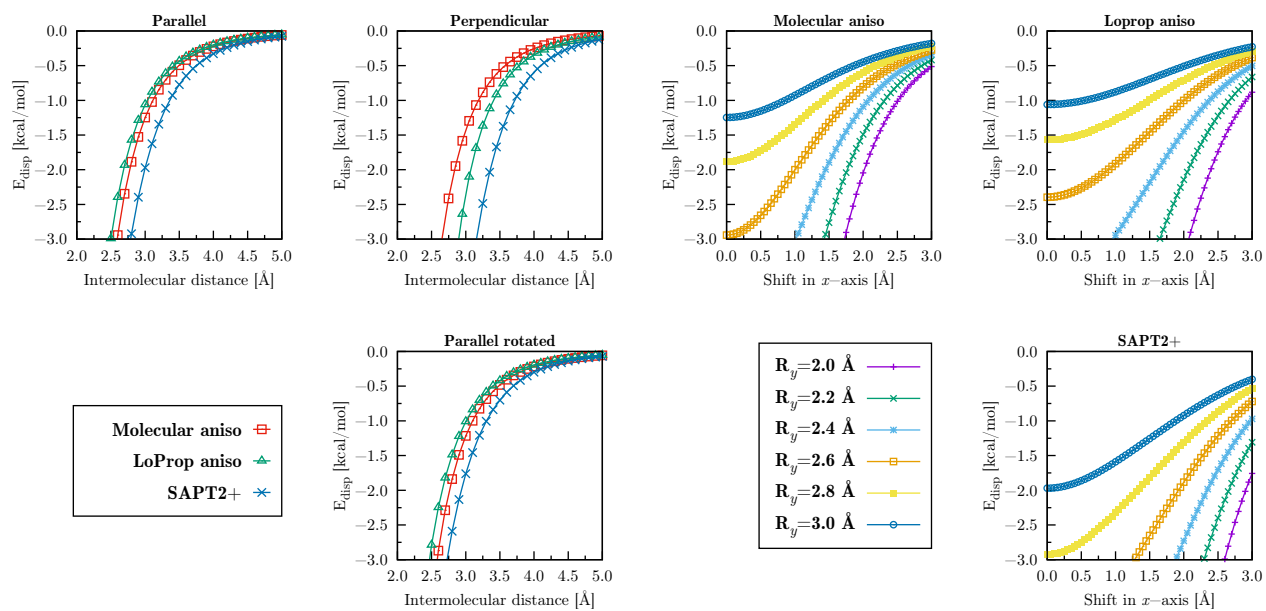 Parallel
E_disp [kcal/mol]
0.0
−0.5
−1.0
−1.5
−2.0
−2.5
−3.0
2.0 2.5 3.0 3.5 4.0 4.5 5.0
Intermolecular distance [Å]
Perpendicular
E_disp [kcal/mol]
0.0
−0.5
−1.0
−1.5
−2.0
−2.5
−3.0
2.0 2.5 3.0 3.5 4.0 4.5 5.0
Intermolecular distance [Å]
Molecular aniso
E_disp [kcal/mol]
0.0
−0.5
−1.0
−1.5
−2.0
−2.5
−3.0
0.0 0.5 1.0 1.5 2.0 2.5 3.0
Shift in x−axis [Å]
Loprop aniso
E_disp [kcal/mol]
0.0
−0.5
−1.0
−1.5
−2.0
−2.5
−3.0
0.0 0.5 1.0 1.5 2.0 2.5 3.0
Shift in x−axis [Å]
Molecular aniso
LoProp aniso
SAPT2+
Parallel rotated
E_disp [kcal/mol]
0.0
−0.5
−1.0
−1.5
−2.0
−2.5
−3.0
2.0 2.5 3.0 3.5 4.0 4.5 5.0
Intermolecular distance [Å]
R_y=2.0 Å
R_y=2.2 Å
R_y=2.4 Å
R_y=2.6 Å
R_y=2.8 Å
R_y=3.0 Å
SAPT2+
E_disp [kcal/mol]
0.0
−0.5
−1.0
−1.5
−2.0
−2.5
−3.0
0.0 0.5 1.0 1.5 2.0 2.5 3.0
Shift in x−axis [Å]